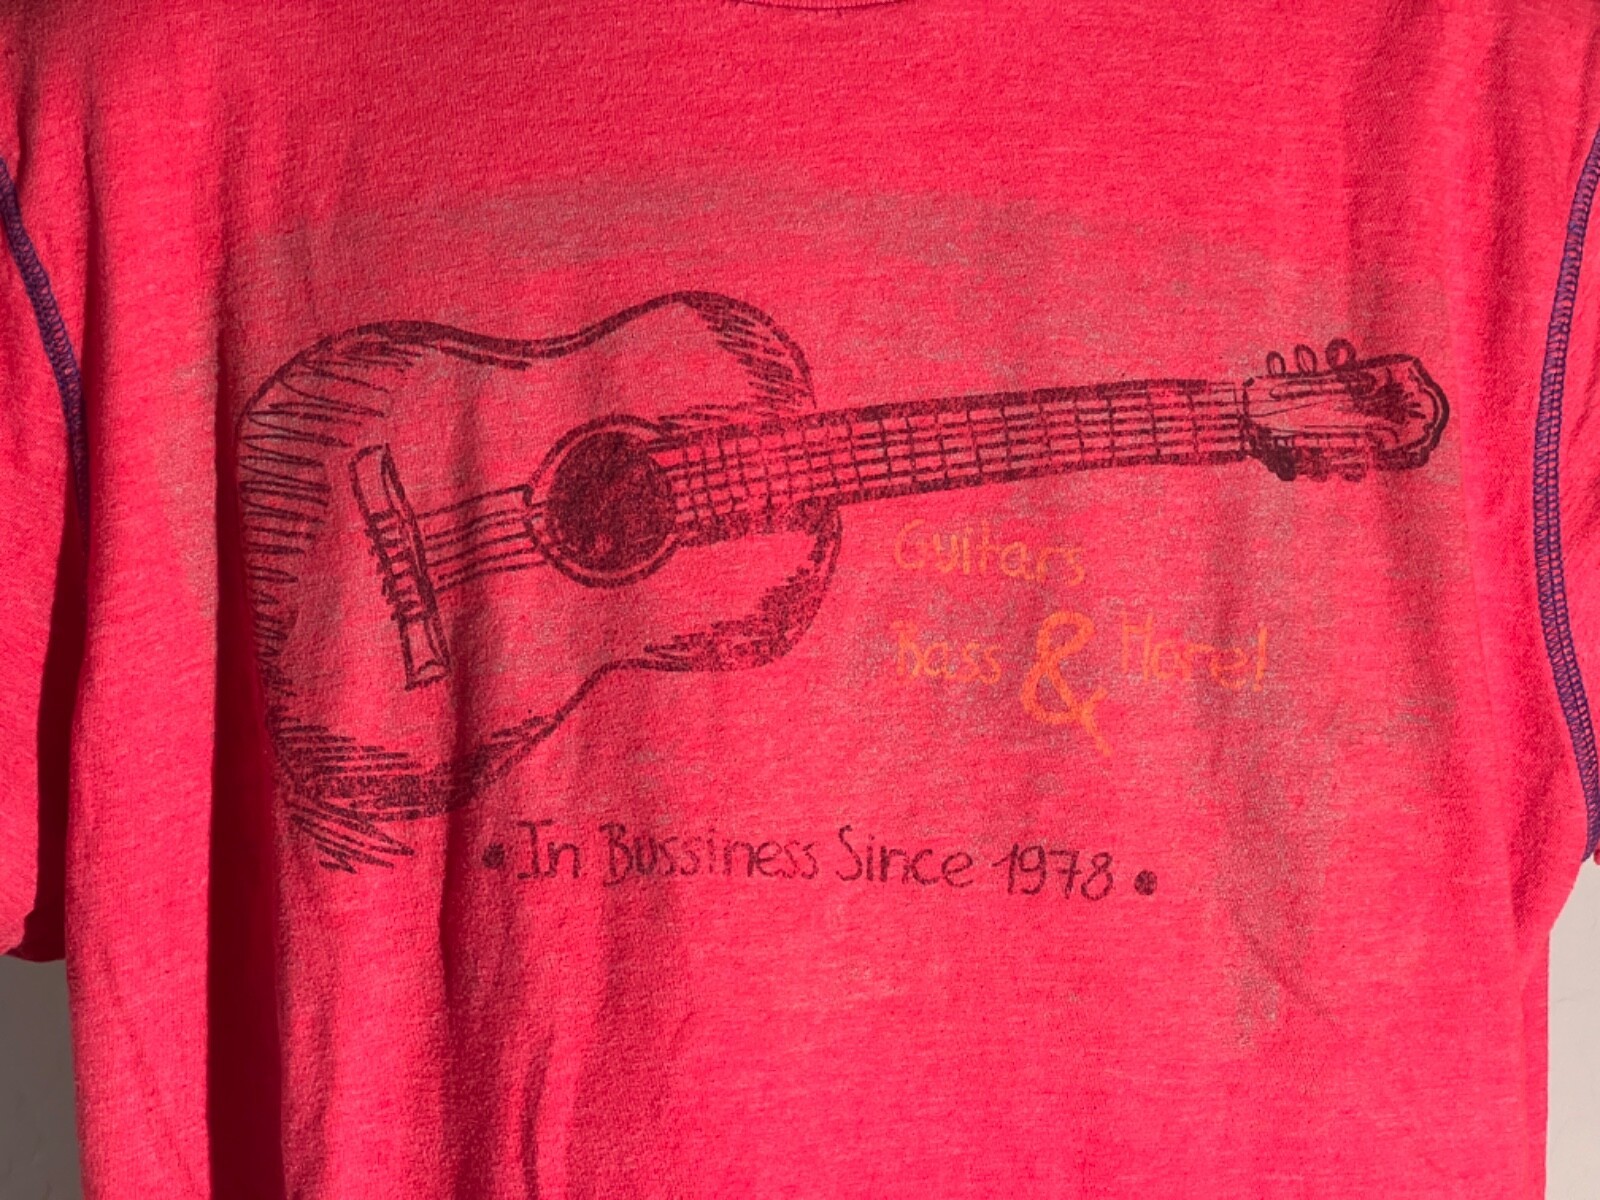 Guitars
Bass & More!
• In Bussiness Since 1978 •